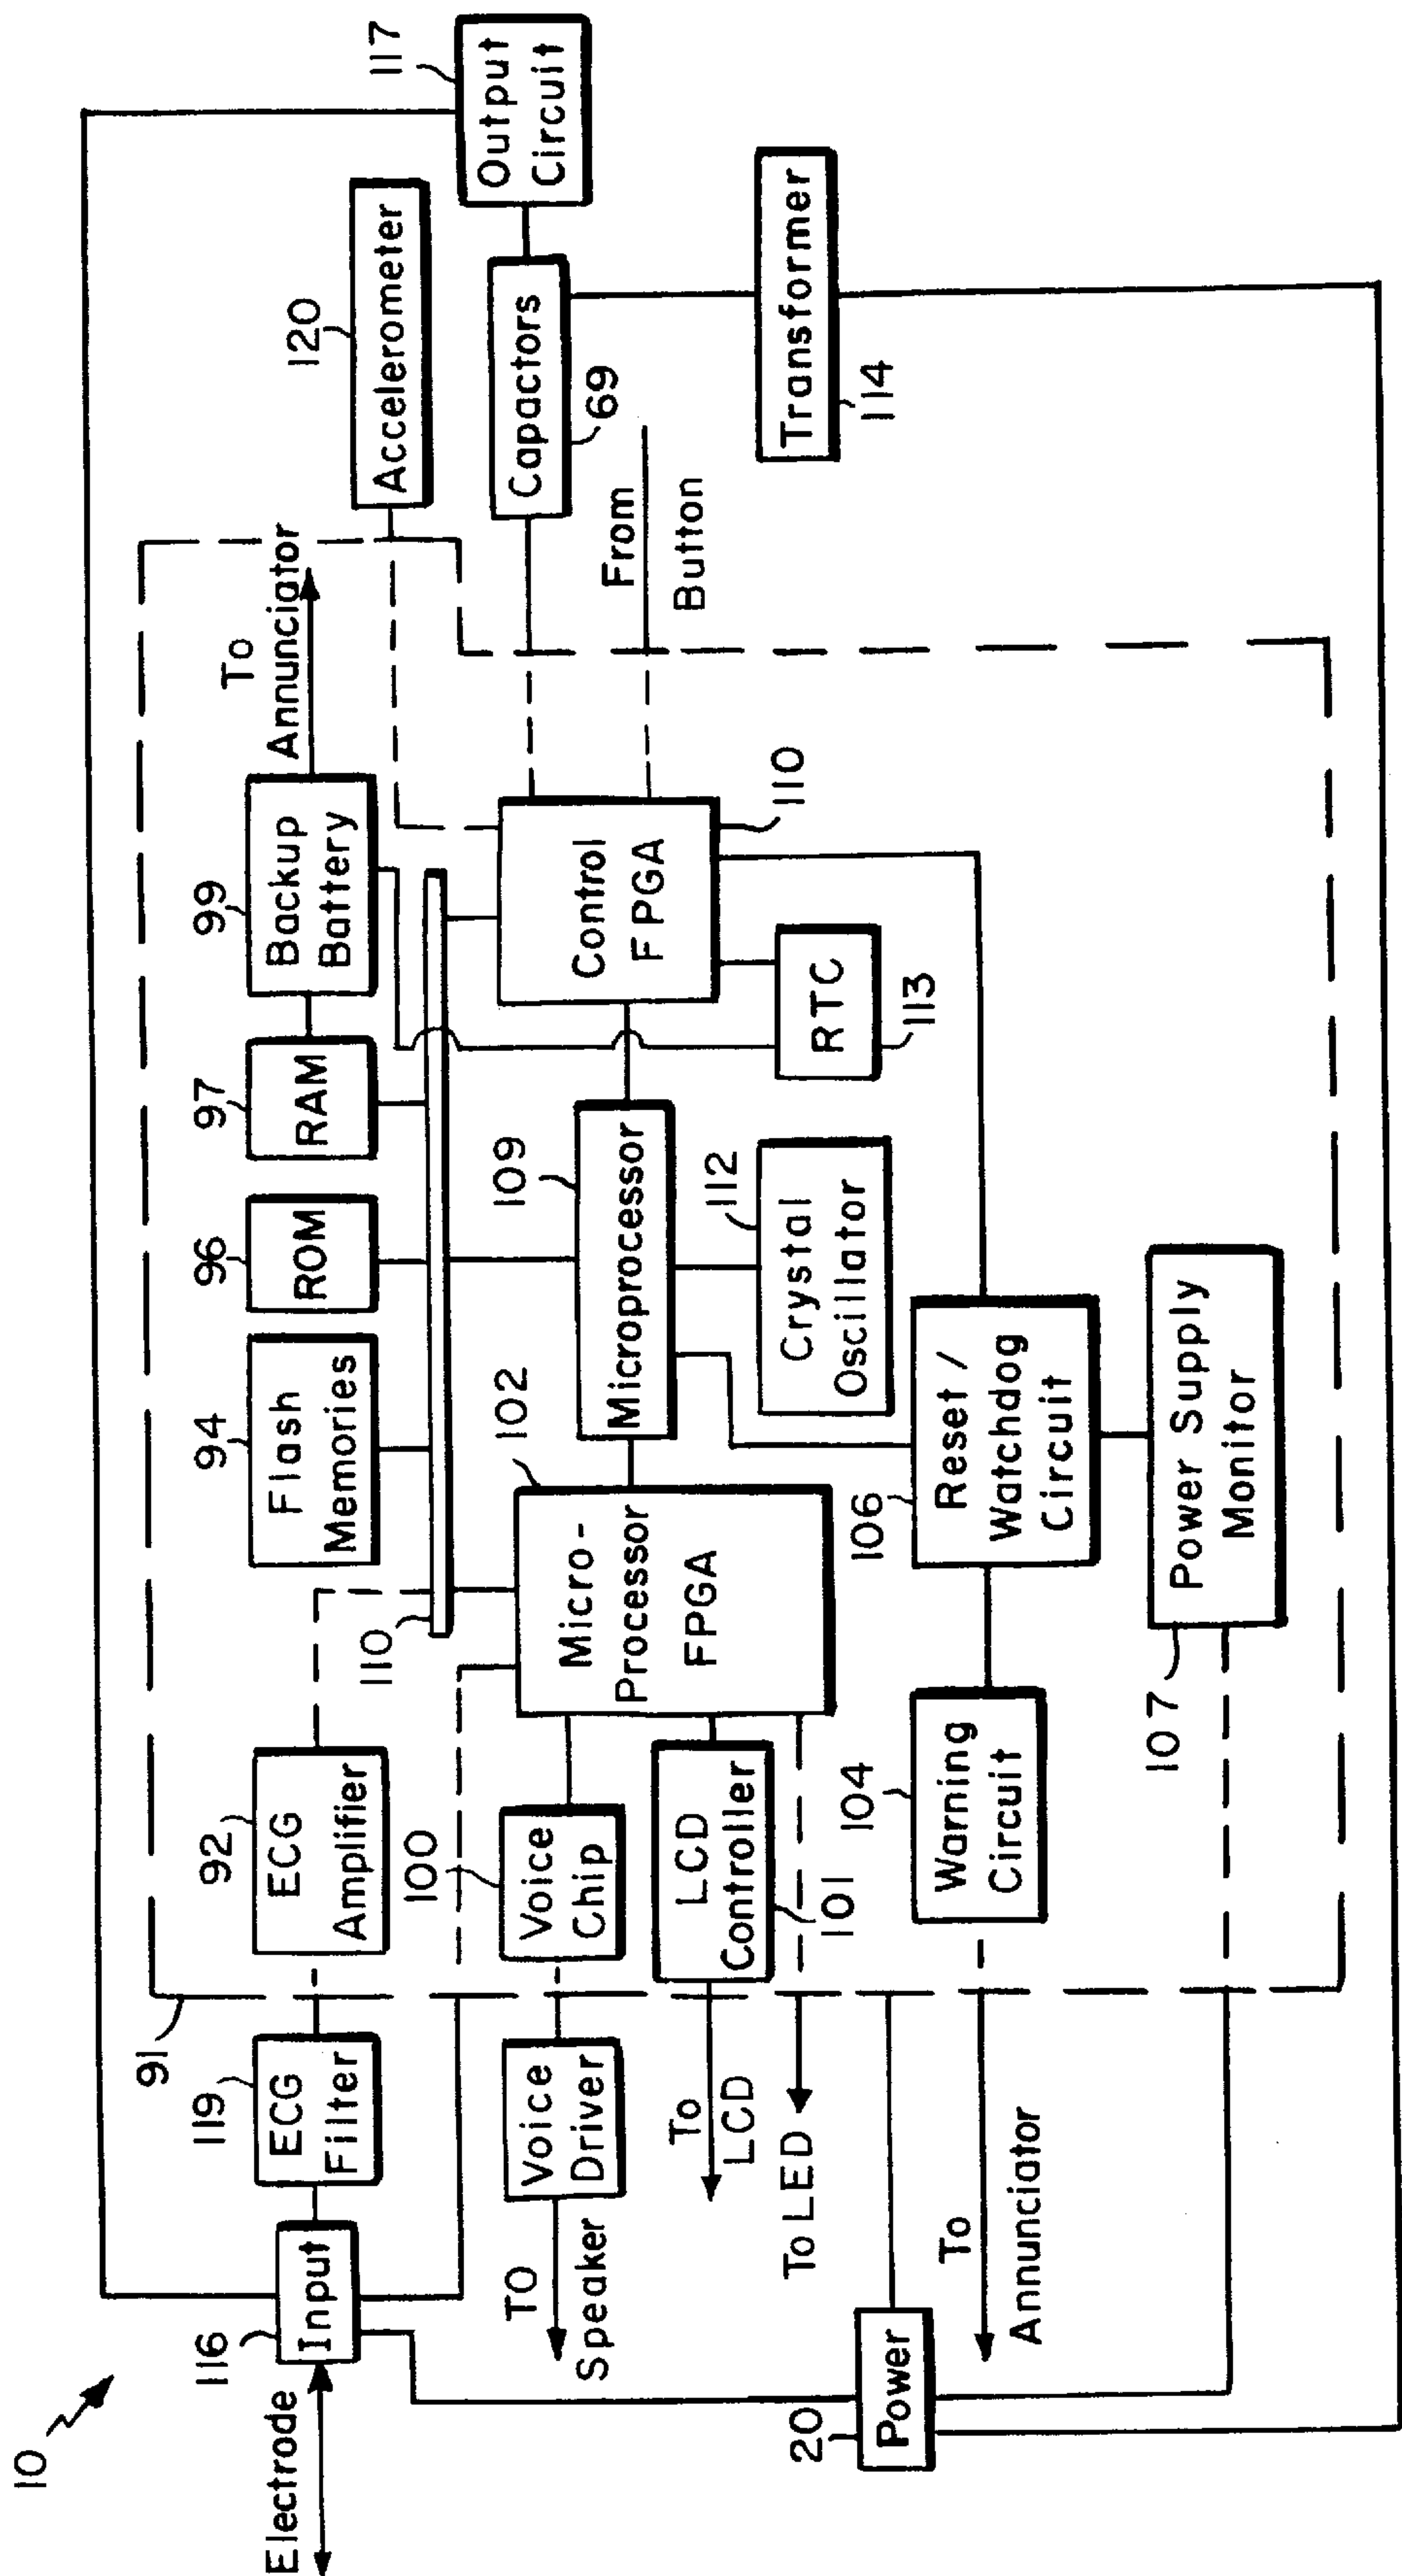 10
Electrode
116
Input
119
ECG
Filter
91
92
ECG
Amplifier
110
94
Flash
Memories
96
ROM
97
RAM
99
Backup
Battery
To
Annunciator
120
Accelerometer
117
Output
Circuit
TO
Speaker
Voice
Driver
100
Voice
Chip
102
Micro-
Processor
FPGA
109
Microprocessor
Control
FPGA
110
From
Button
Capactors
69
To
LCD
LCD
Controller
101
To LED
112
Crystal
Oscillator
RTC
113
Transformer
114
20
Power
To
Annunciator
104
Warning
Circuit
106
Reset /
Watchdog
Circuit
107
Power Supply
Monitor